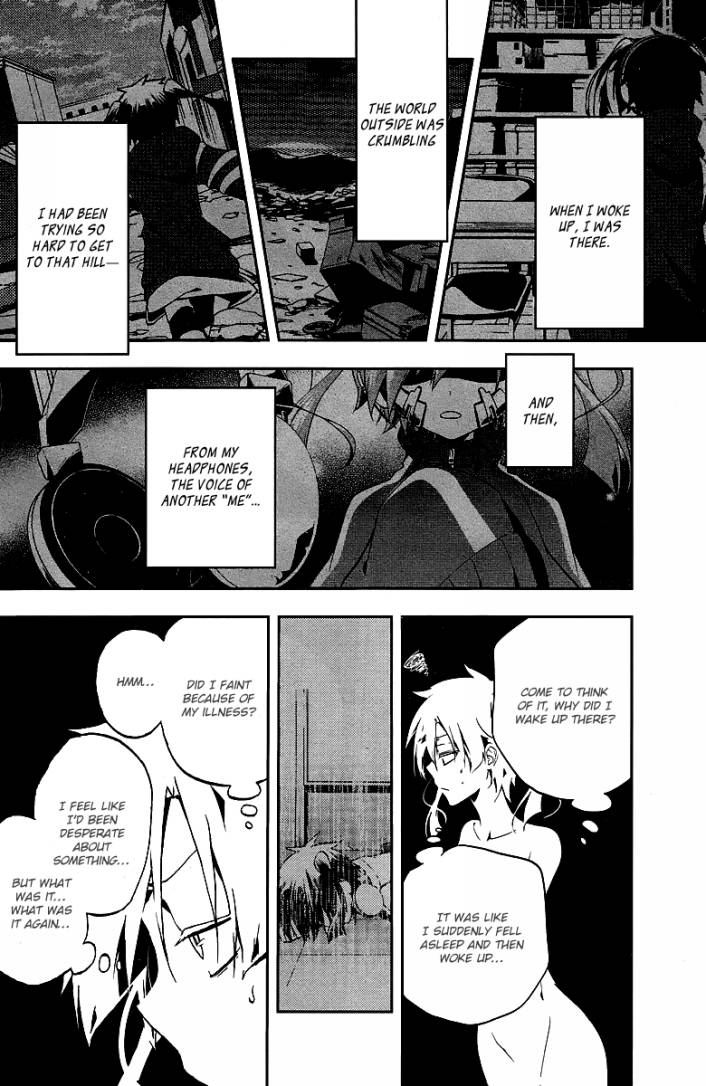 WHEN I WOKE
UP, I WAS
THERE.
THE WORLD
OUTSIDE WAS
CRUMBLING
I HAD BEEN
TRYING SO
HARD TO GET
TO THAT HILL—
AND
THEN,
FROM MY
HEADPHONES,
THE VOICE OF
ANOTHER "ME"...
COME TO THINK
OF IT, WHY DID I
WAKE UP THERE?
IT WAS LIKE
I SUDDENLY FELL
ASLEEP AND THEN
WOKE UP...
DID I FAINT
BECAUSE OF
MY ILLNESS?
HMM...
I FEEL LIKE
I'D BEEN
DESPERATE
ABOUT
SOMETHING...
BUT WHAT
WAS IT...
WHAT WAS
IT AGAIN...